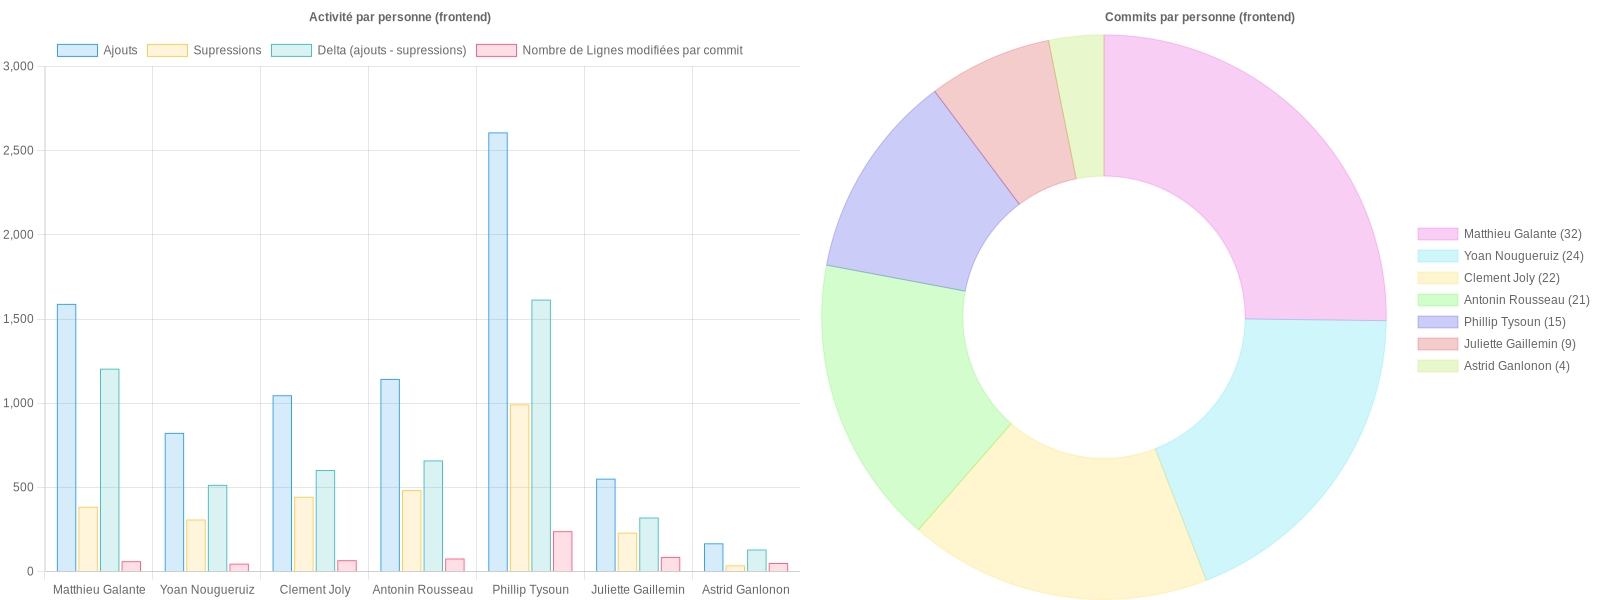 Activité par personne (frontend)
Ajouts
Supressions
Delta (ajouts - supressions)
Nombre de Lignes modifiées par commit
3,000
2,500
2,000
1,500
1,000
500
0
Matthieu Galante
Yoan Nougueruiz
Clement Joly
Antonin Rousseau
Phillip Tysoun
Juliette Gaillemin
Astrid Ganlonon
Commits par personne (frontend)
Matthieu Galante (32)
Yoan Nougueruiz (24)
Clement Joly (22)
Antonin Rousseau (21)
Phillip Tysoun (15)
Juliette Gaillemin (9)
Astrid Ganlonon (4)